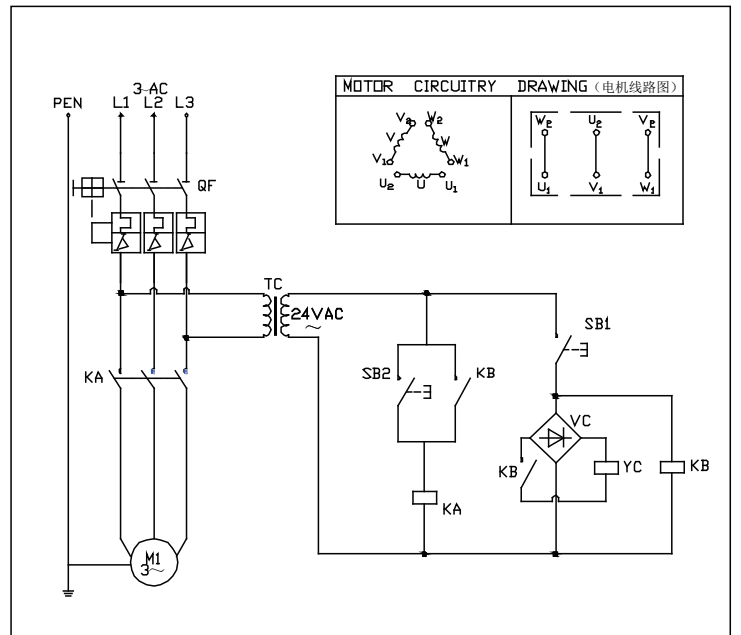 3~AC
PEN L1 L2 L3
QF
MOTOR CIRCUITRY DRAWING（电机线路图）
V2 W2
V W
V1 W1
U2 U U1
W2 U2 V2
U1 V1 W1
TC
24VAC
~
KA
SB2
KB
SB1
VC
KB
YC
KB
KA
M1
3~